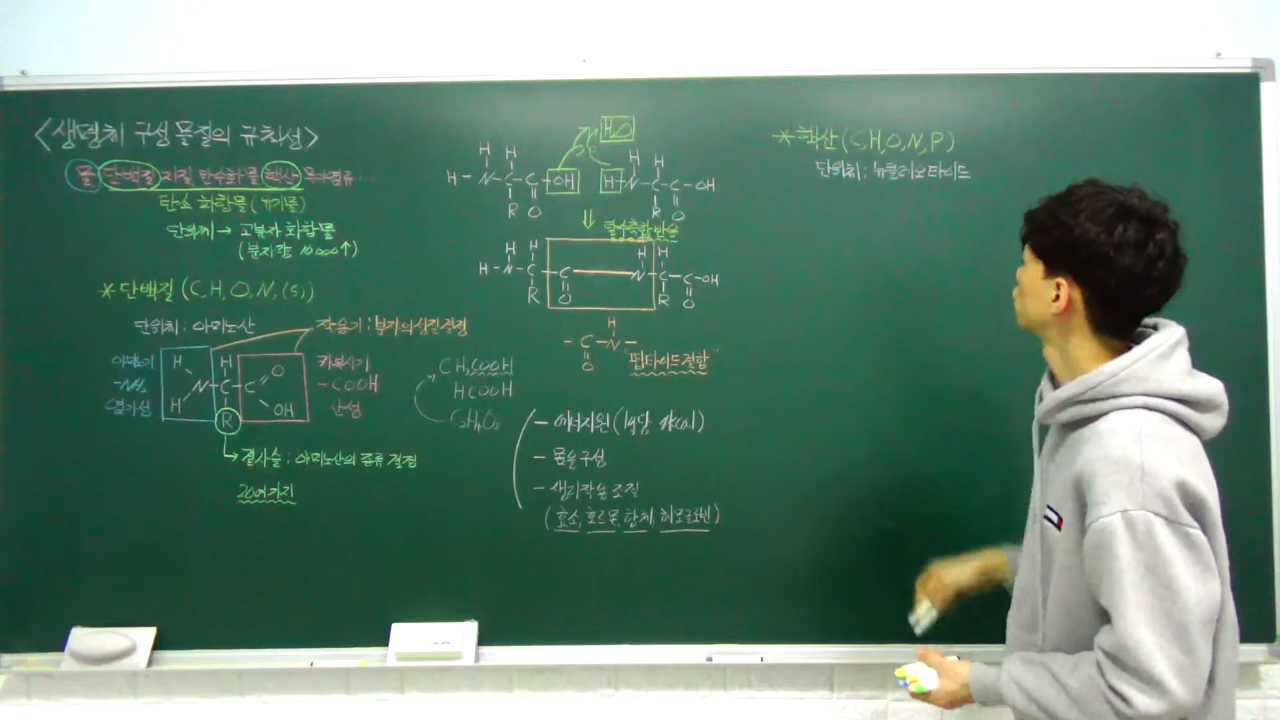 <생명체 구성 물질의 규칙성>
물 단백질 지질 탄수화물 핵산 무기염류
탄소 화합물 (유기물)
단위체 → 고분자 화합물
(분자량 10000↑)
* 단백질 (C, H, O, N, (S))
단위체 : 아미노산
작용기 : 분자의 성질 결정
아미노기
-NH₂
염기성
H
H
N-C-C
H
R
O
OH
카복시기
-COOH
산성
→ 곁사슬 : 아미노산의 종류 결정
20여가지
CH₃COOH
HCOOH
C₂H₄O₂
H₂O
H H
H-N-C-C-OH
R O
H H
H-N-C-C-OH
R O
⇓ 탈수축합반응
H H
H-N-C-C
R O
H H
N-C-C-OH
R O
H
-C-N-
O
"펩타이드결합"
- 에너지원 (1g당 4kcal)
- 몸을 구성
- 생리작용 조절
(효소, 호르몬, 항체, 헤모글로빈)
* 핵산 (C, H, O, N, P)
단위체 : 뉴클레오타이드